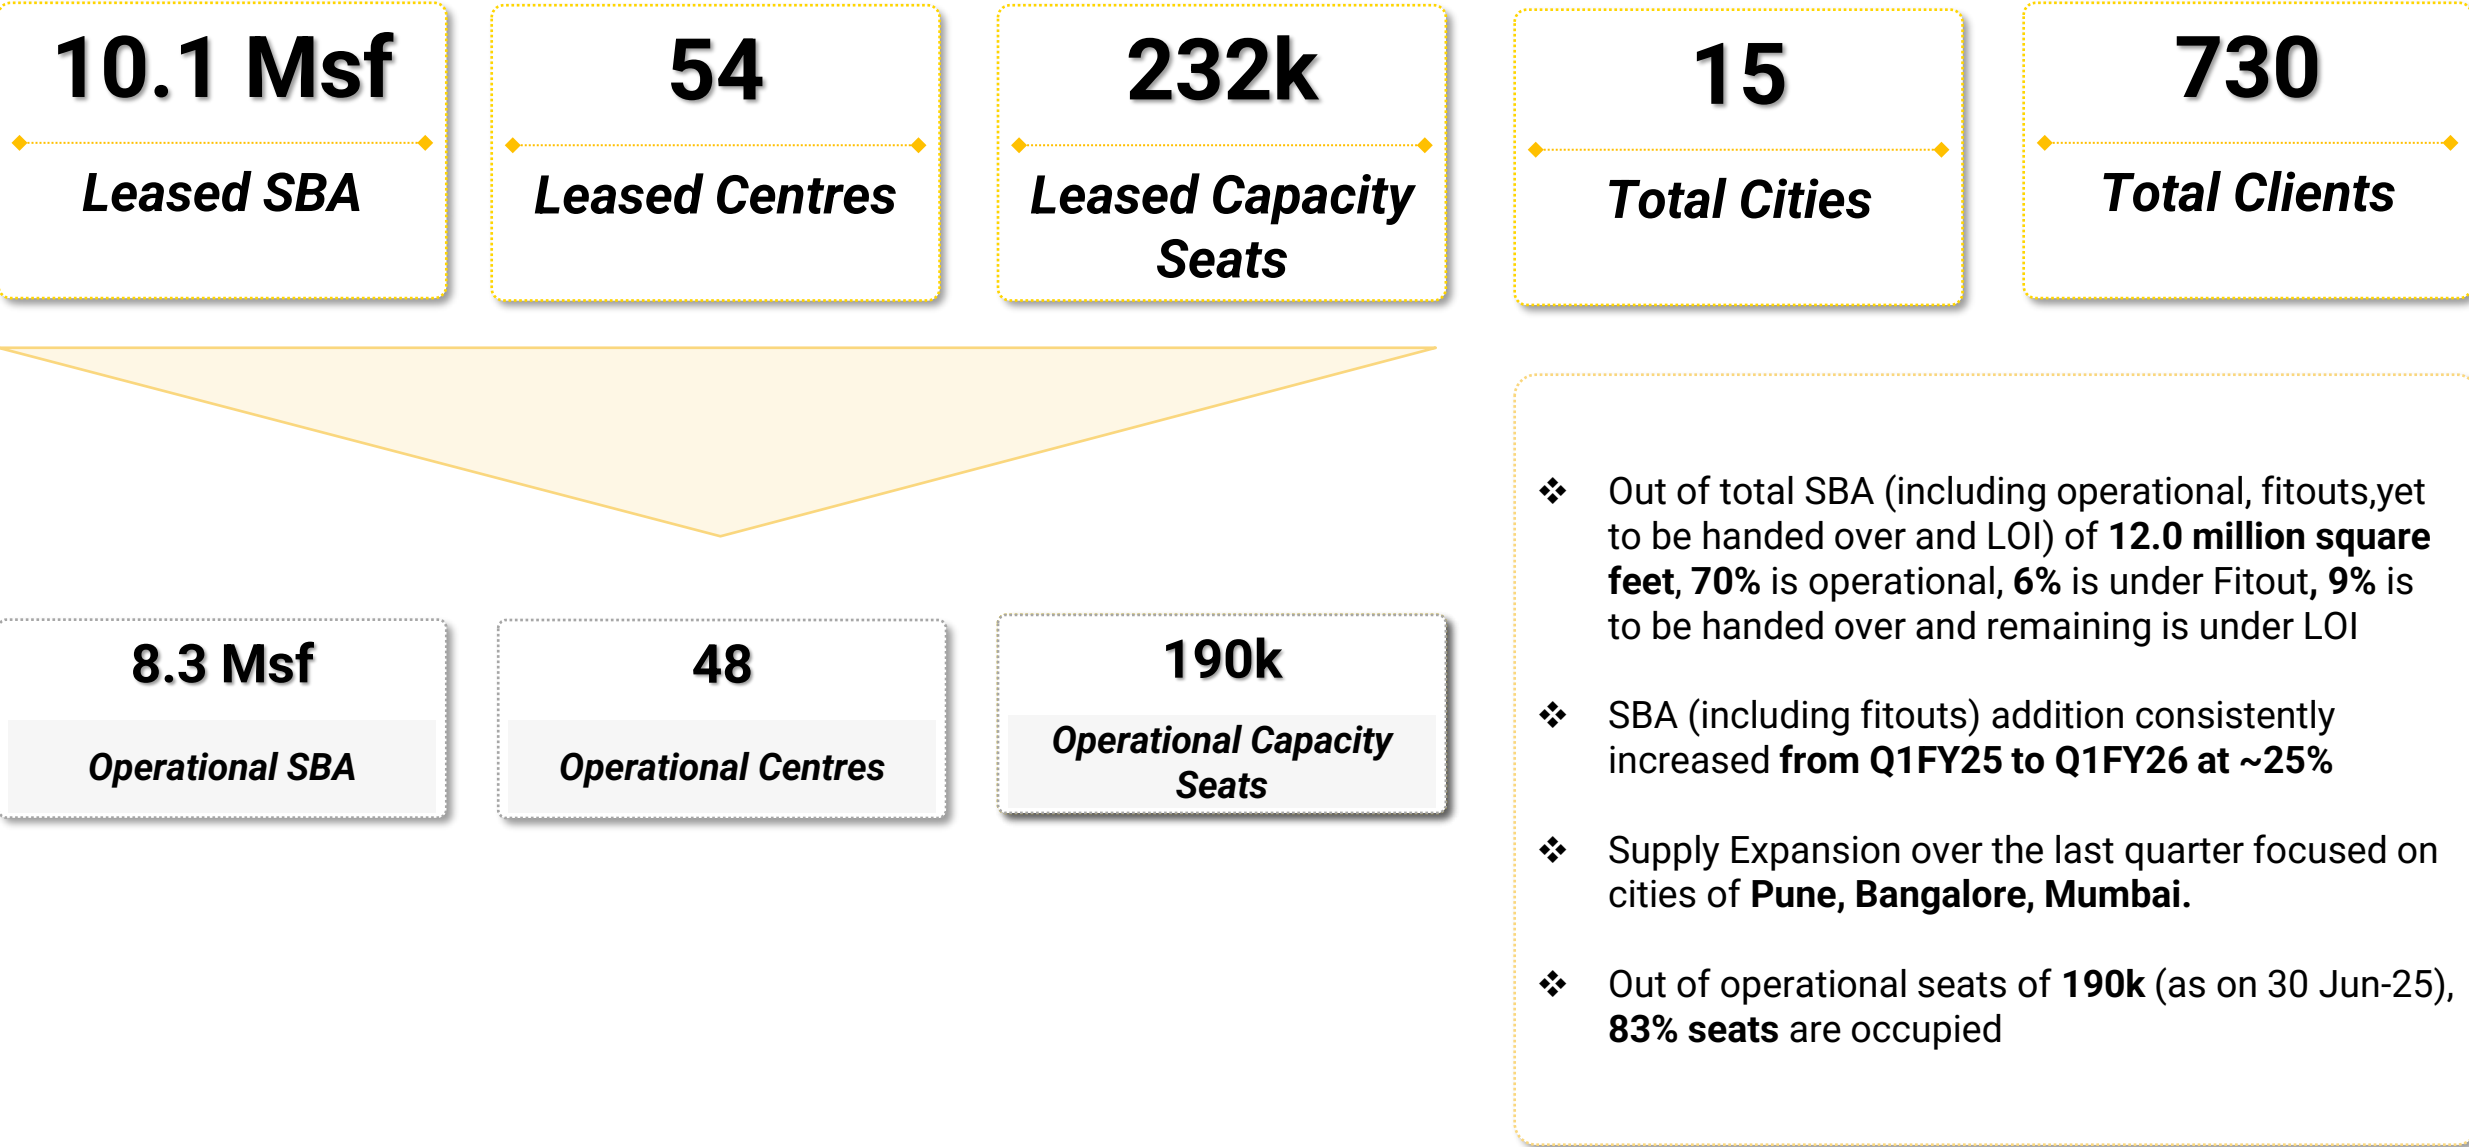 10.1 Msf
Leased SBA
54
Leased Centres
232k
Leased Capacity
Seats
15
Total Cities
730
Total Clients
8.3 Msf
Operational SBA
48
Operational Centres
190k
Operational Capacity
Seats
❖ Out of total SBA (including operational, fitouts,yet
to be handed over and LOI) of 12.0 million square
feet, 70% is operational, 6% is under Fitout, 9% is
to be handed over and remaining is under LOI
❖ SBA (including fitouts) addition consistently
increased from Q1FY25 to Q1FY26 at ~25%
❖ Supply Expansion over the last quarter focused on
cities of Pune, Bangalore, Mumbai.
❖ Out of operational seats of 190k (as on 30 Jun-25),
83% seats are occupied